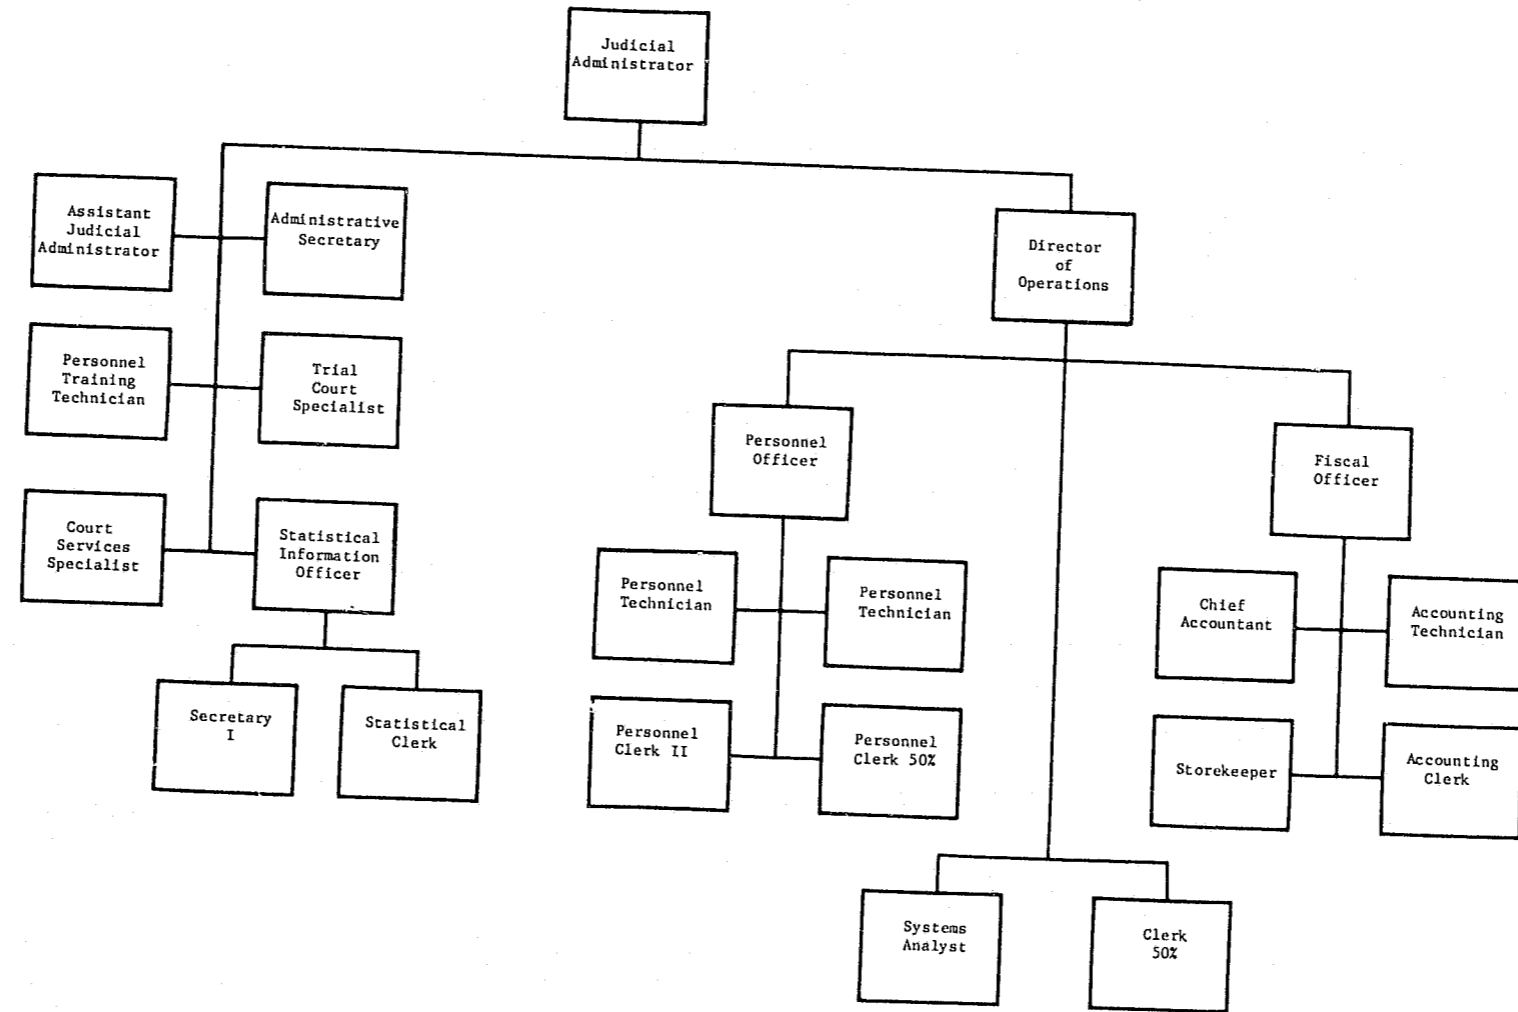 Judicial
Administrator
Assistant
Judicial
Administrator
Administrative
Secretary
Director
of
Operations
Personnel
Training
Technician
Trial
Court
Specialist
Personnel
Officer
Fiscal
Officer
Court
Services
Specialist
Statistical
Information
Officer
Personnel
Technician
Personnel
Technician
Chief
Accountant
Accounting
Technician
Secretary
I
Statistical
Clerk
Personnel
Clerk II
Personnel
Clerk 50%
Storekeeper
Accounting
Clerk
Systems
Analyst
Clerk
50%